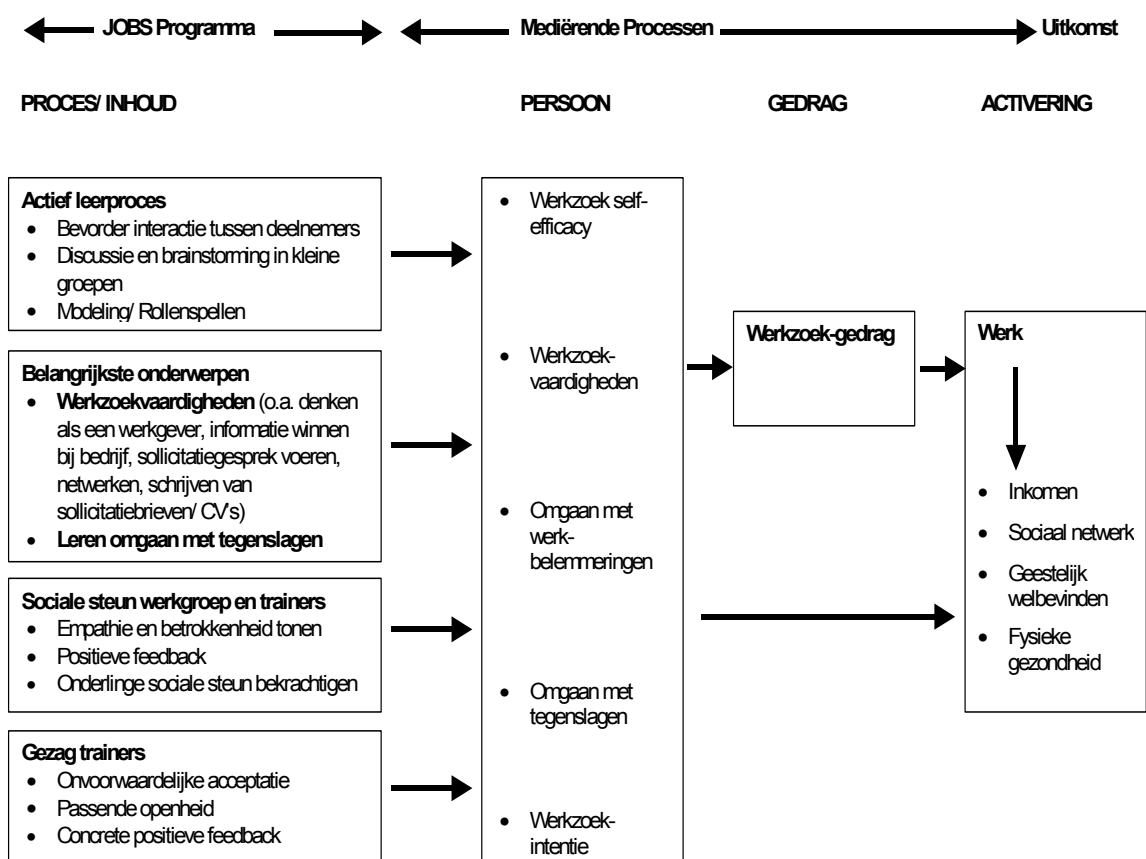 JOBS Programma
Mediërende Processen
Uitkomst
PROCES/ INHOUD
PERSOON
GEDRAG
ACTIVERING
Actief leerproces
• Bevorder interactie tussen deelnemers
• Discussie en brainstorming in kleine
groepen
• Modeling/ Rollenspellen
Belangrijkste onderwerpen
• Werkzoekvaardigheden (o.a. denken
als een werkgever, informatie winnen
bij bedrijf, sollicitatiegesprek voeren,
netwerken, schrijven van
sollicitatiebrieven/ CV's)
• Leren omgaan met tegenslagen
Sociale steun werkgroep en trainers
• Empathie en betrokkenheid tonen
• Positieve feedback
• Onderlinge sociale steun bekrachtigen
Gezag trainers
• Onvoorwaardelijke acceptatie
• Passende openheid
• Concrete positieve feedback
• Werkzoek self-
efficacy
• Werkzoek-
vaardigheden
• Omgaan met
werk-
belemmeringen
• Omgaan met
tegenslagen
• Werkzoek-
intentie
Werkzoek-gedrag
Werk
• Inkomen
• Sociaal netwerk
• Geestelijk
welbevinden
• Fysieke
gezondheid